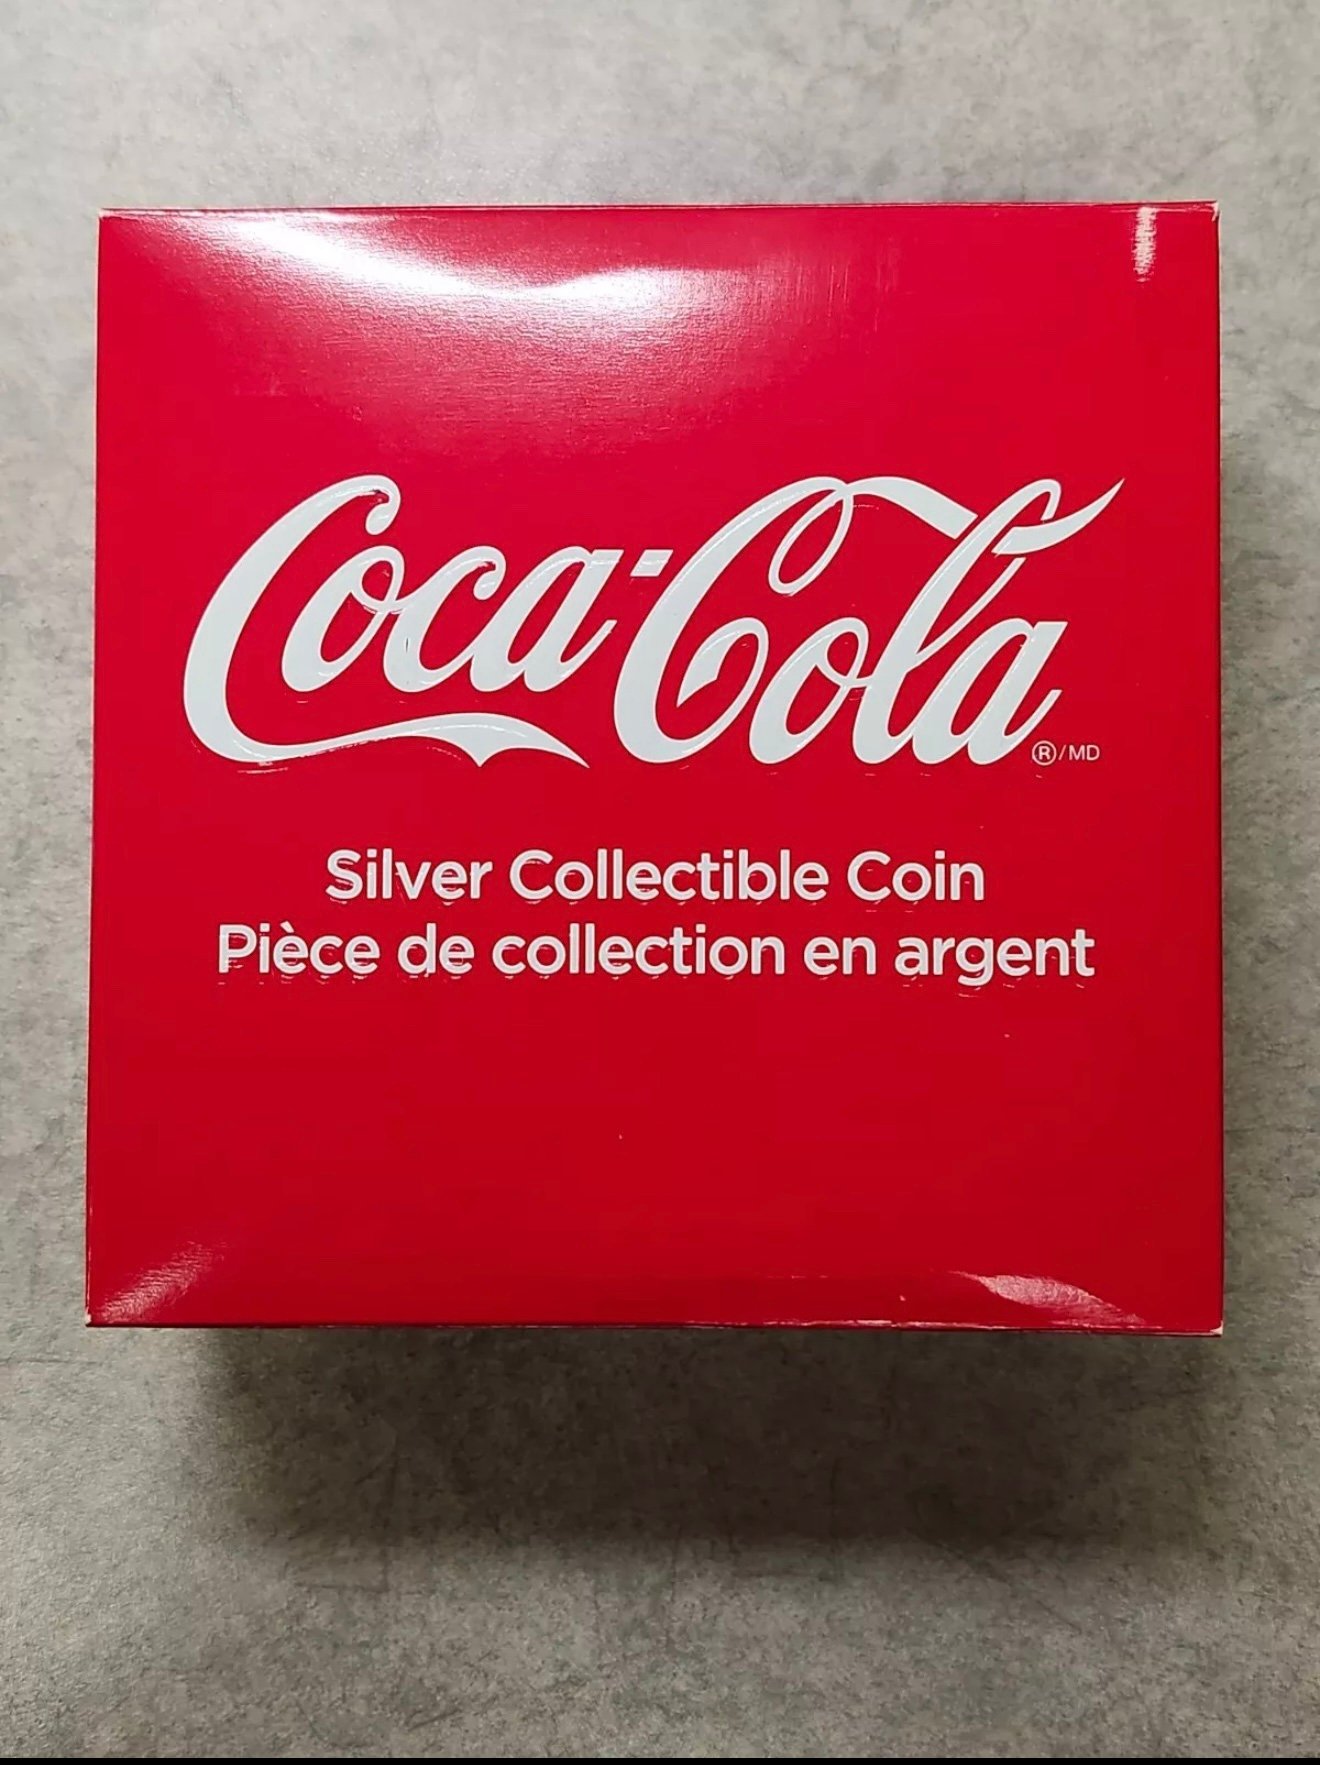 Coca-Cola ®/MD
Silver Collectible Coin
Pièce de collection en argent